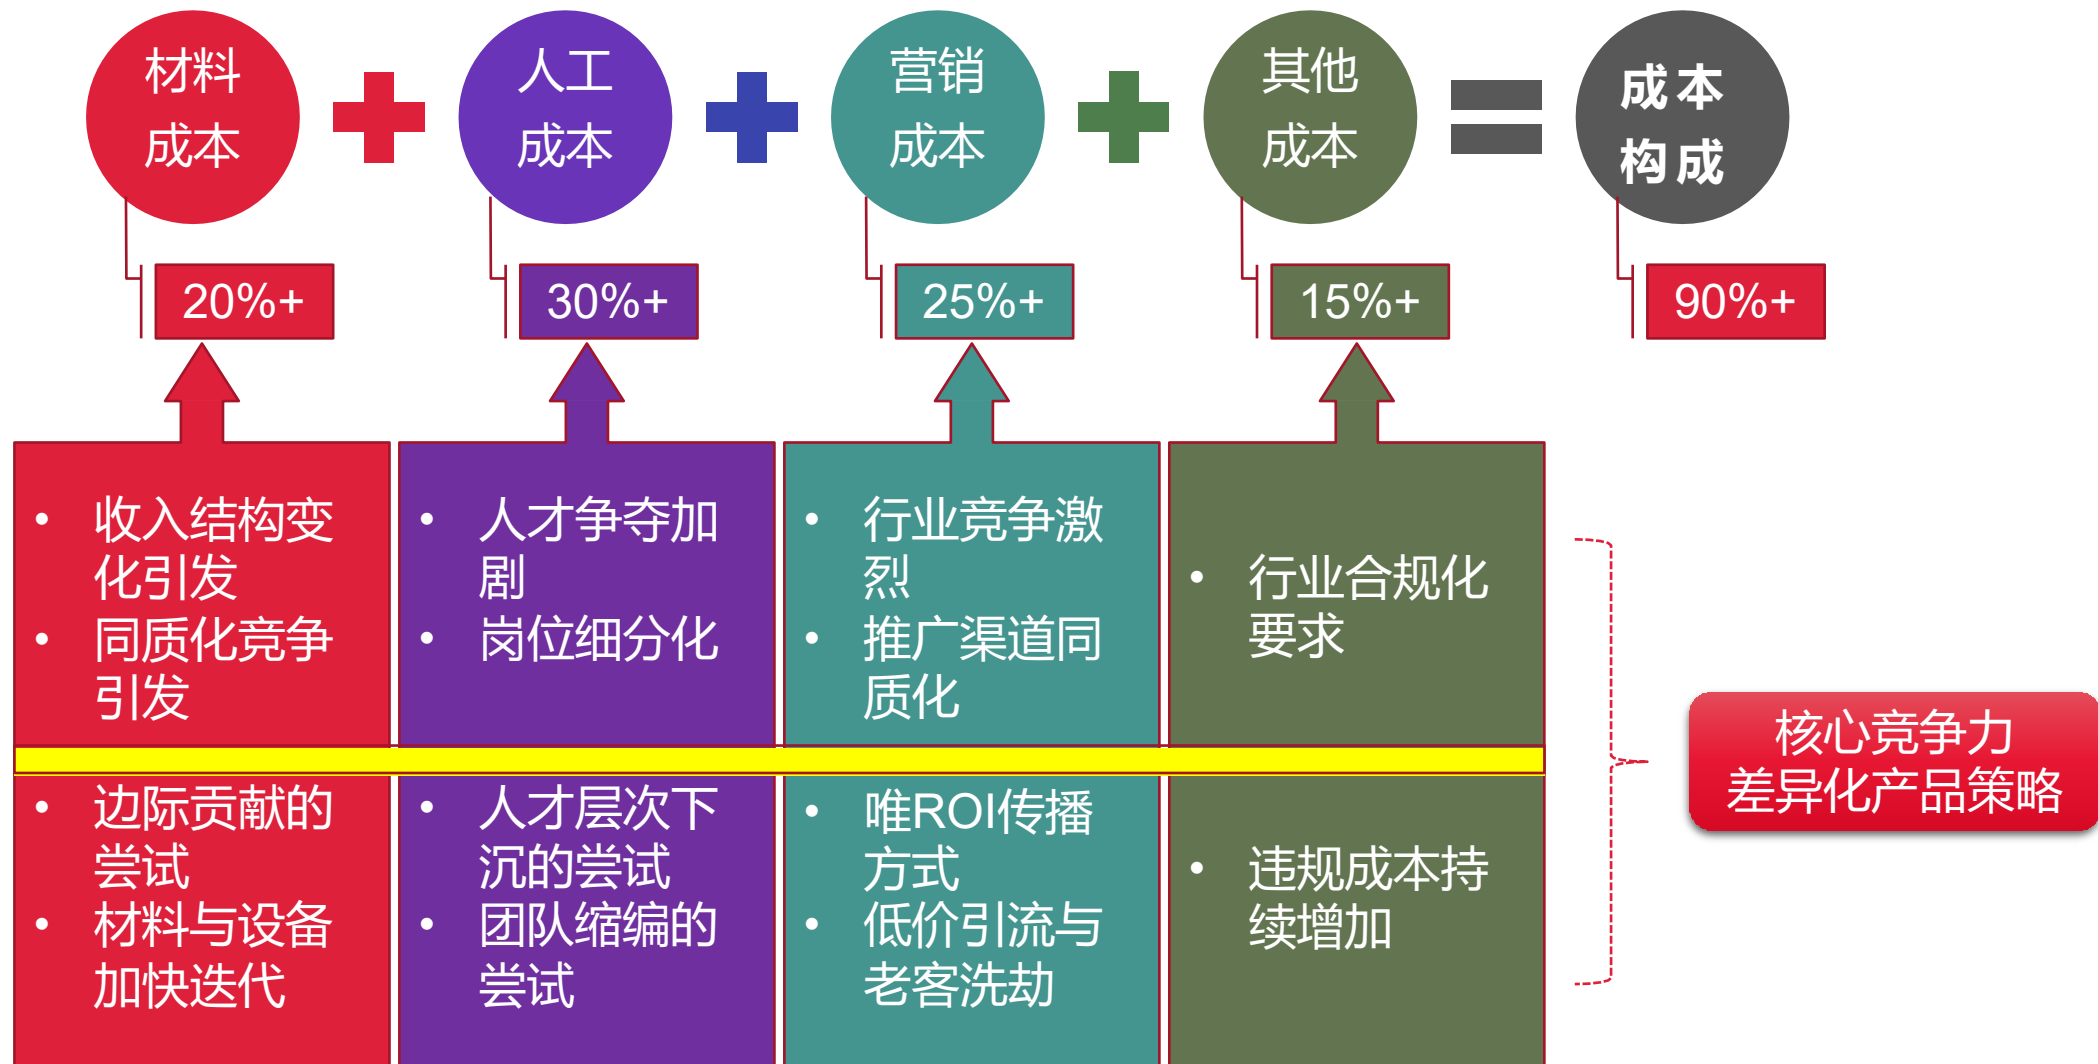 材料
成本
人工
成本
营销
成本
其他
成本
成本
构成
20%+
30%+
25%+
15%+
90%+
• 收入结构变
化引发
• 同质化竞争
引发
• 人才争夺加
剧
• 岗位细分化
• 行业竞争激
烈
• 推广渠道同
质化
• 行业合规化
要求
• 边际贡献的
尝试
• 材料与设备
加快迭代
• 人才层次下
沉的尝试
• 团队缩编的
尝试
• 唯ROI传播
方式
• 低价引流与
老客洗劫
• 违规成本持
续增加
核心竞争力
差异化产品策略